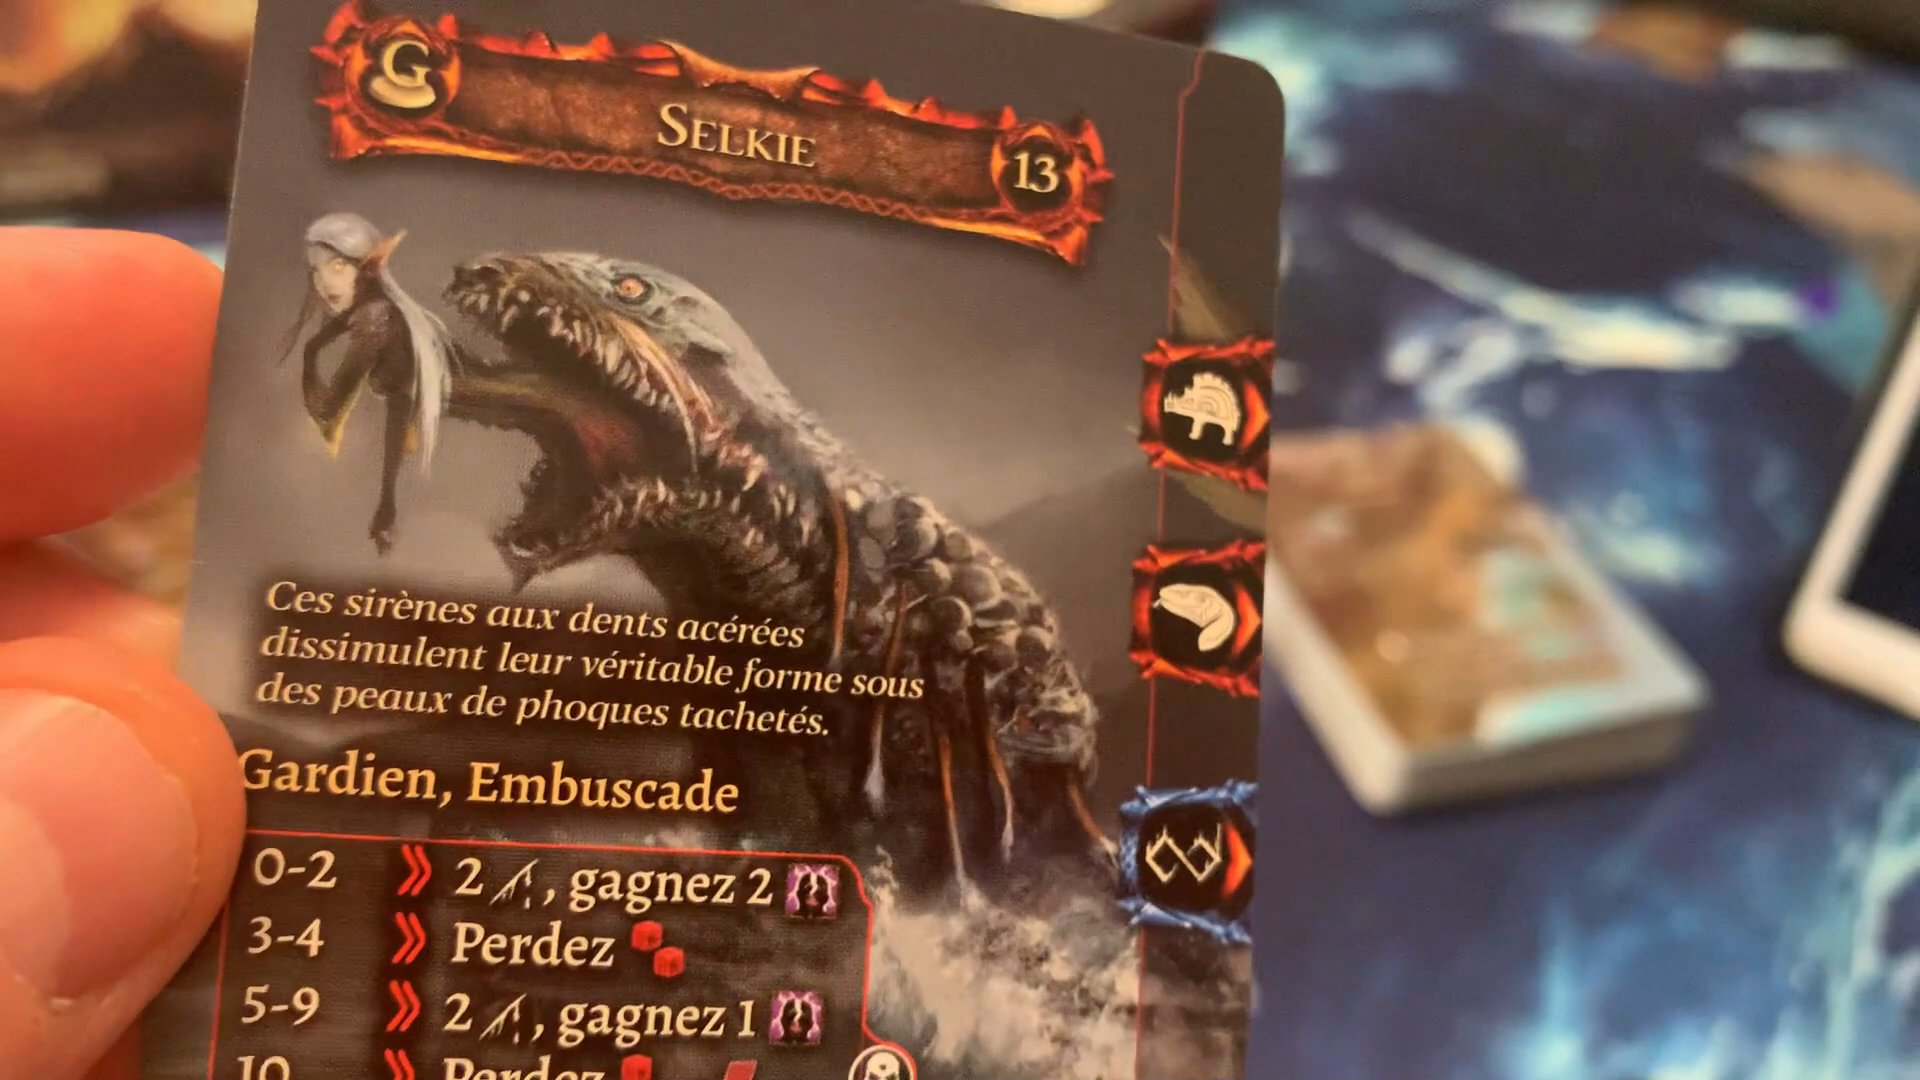 G
SELKIE
13
Ces sirènes aux dents acérées
dissimulent leur véritable forme sous
des peaux de phoques tachetés.
Gardien, Embuscade
0-2 2 , gagnez 2
3-4 Perdez
5-9 2 , gagnez 1
10 Perdez